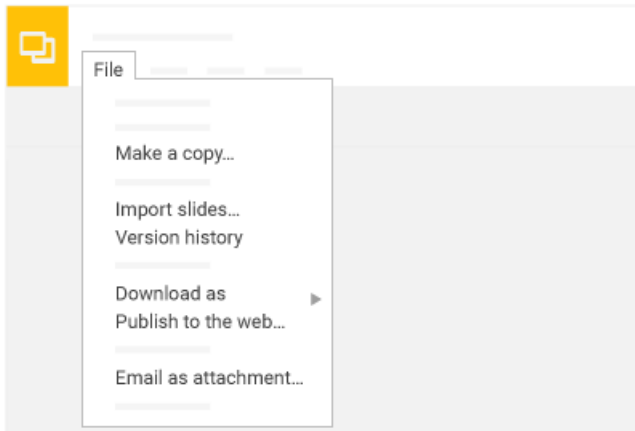 File
Make a copy...
Import slides...
Version history
Download as
Publish to the web...
Email as attachment...